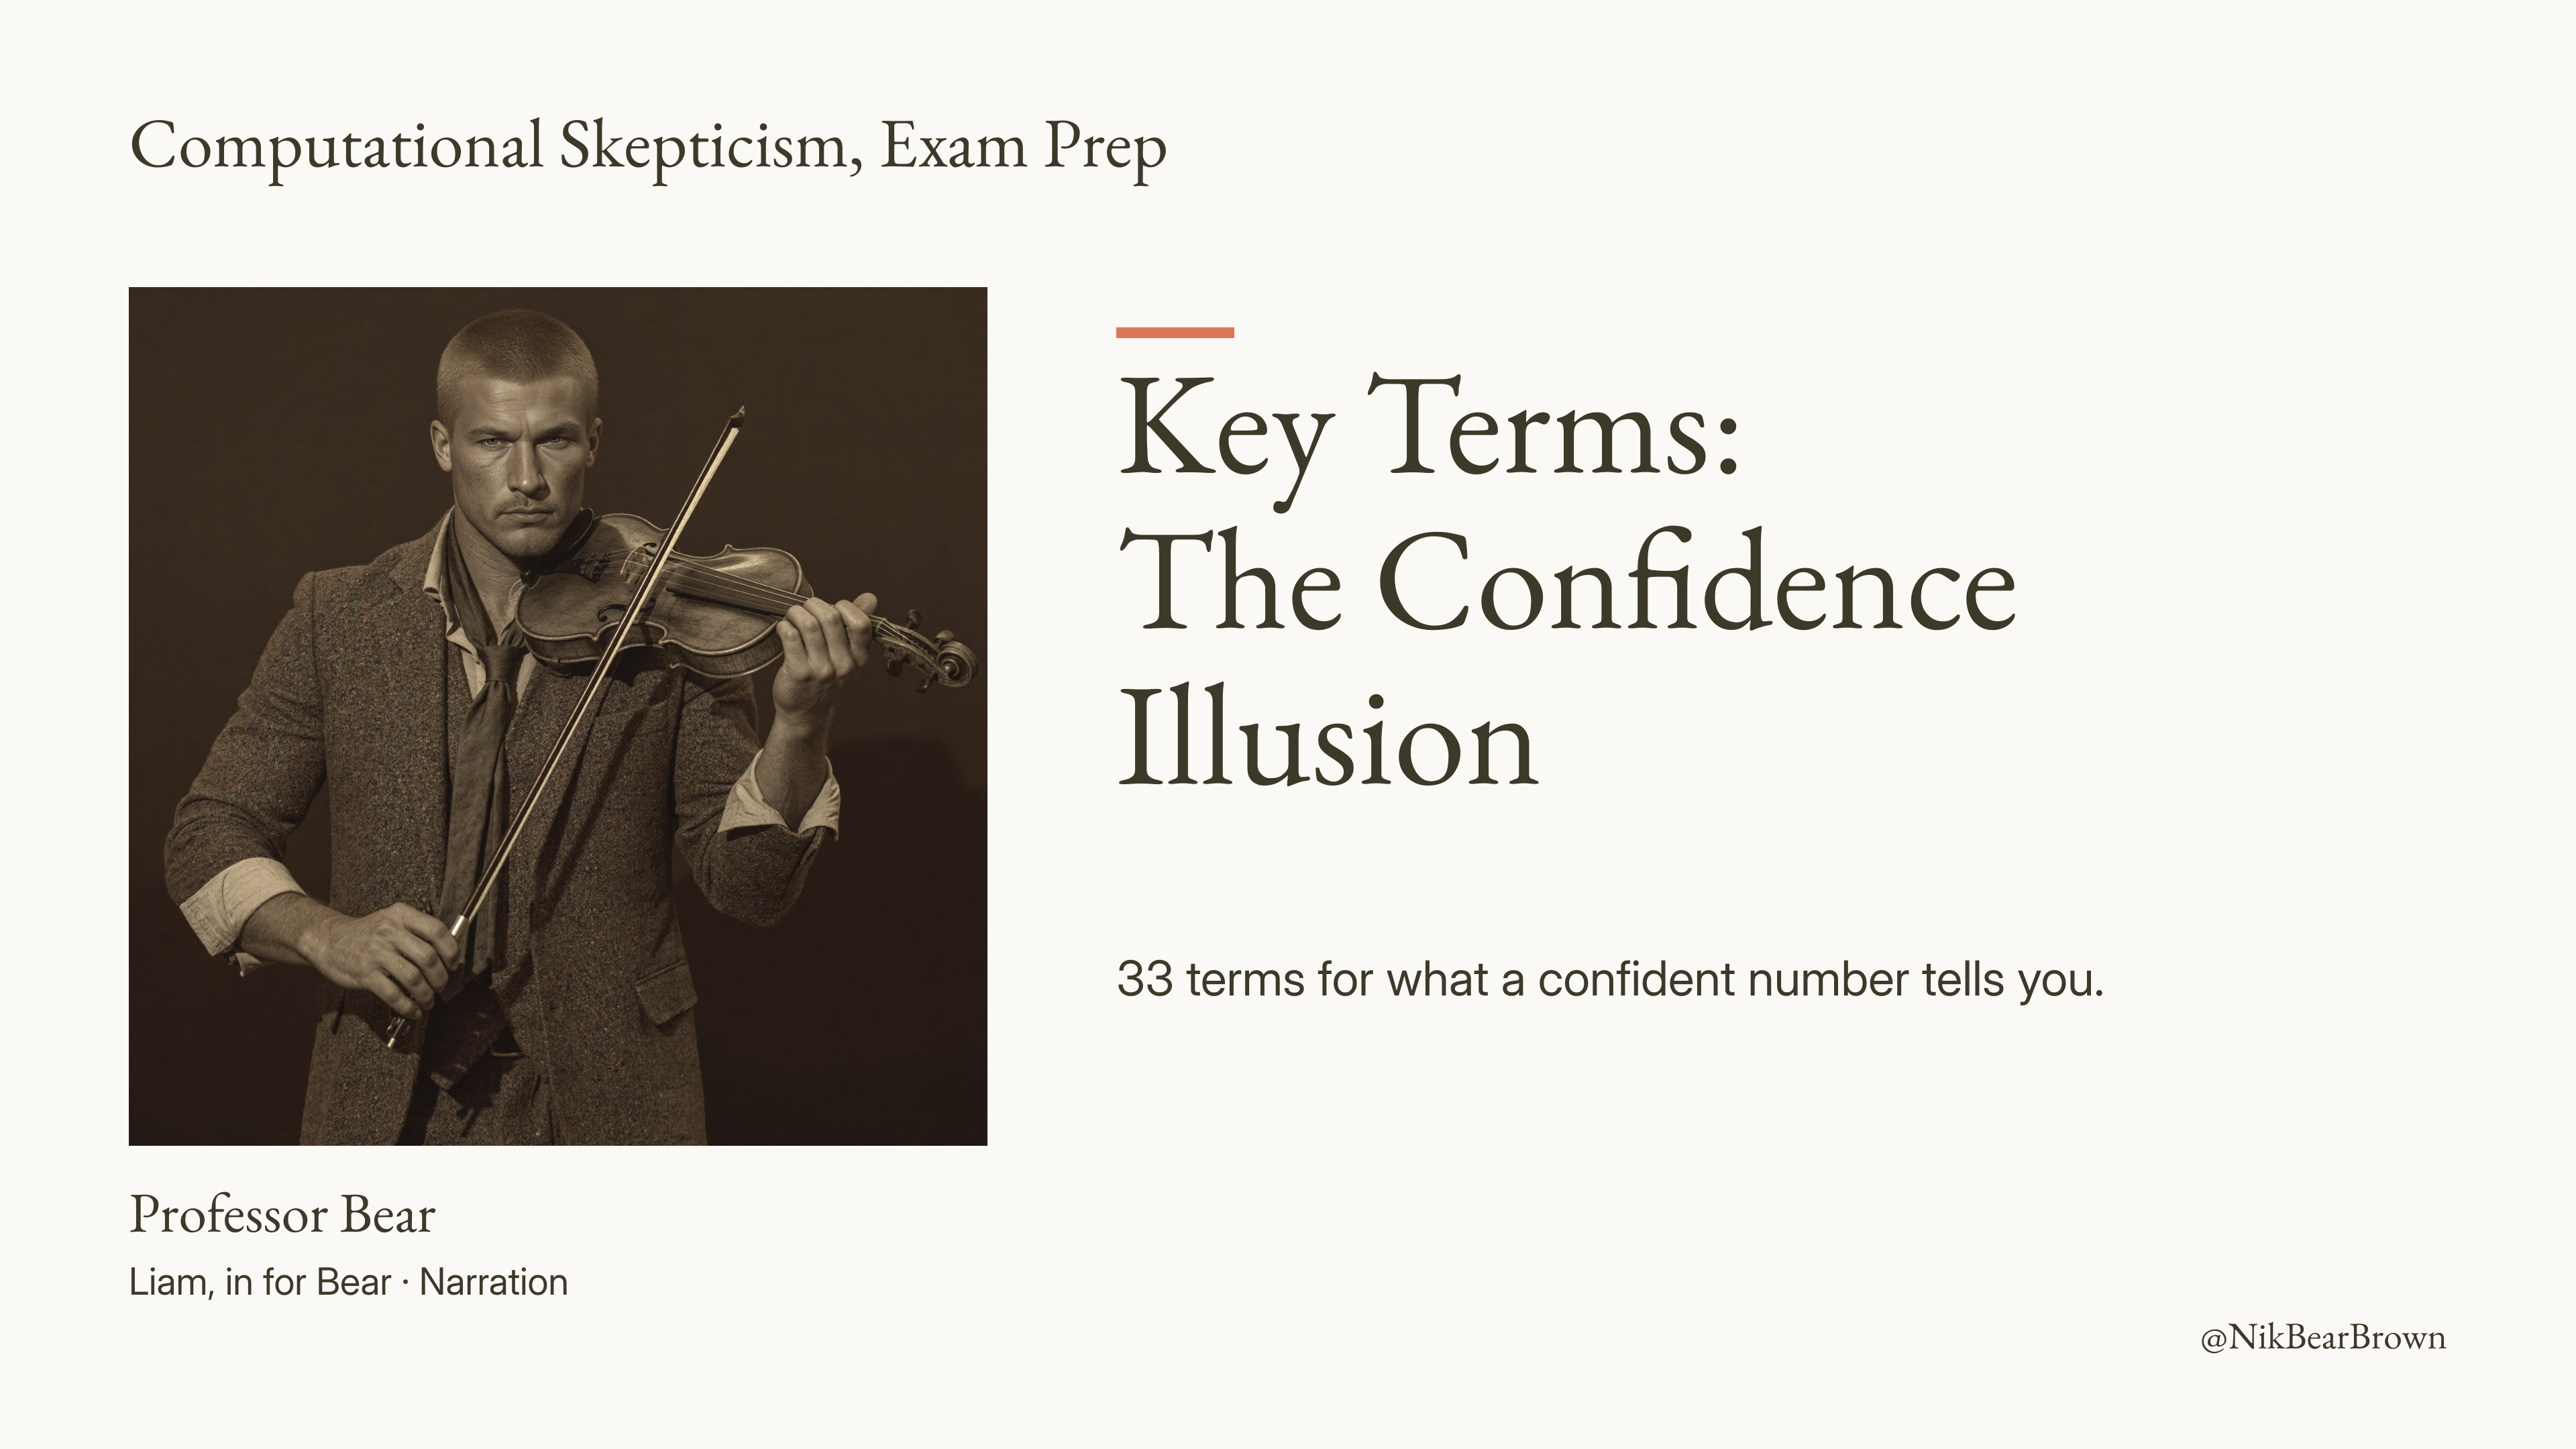 Computational Skepticism, Exam Prep
Key Terms:
The Confidence
Illusion
33 terms for what a confident number tells you.
Professor Bear
Liam, in for Bear · Narration
@NikBearBrown